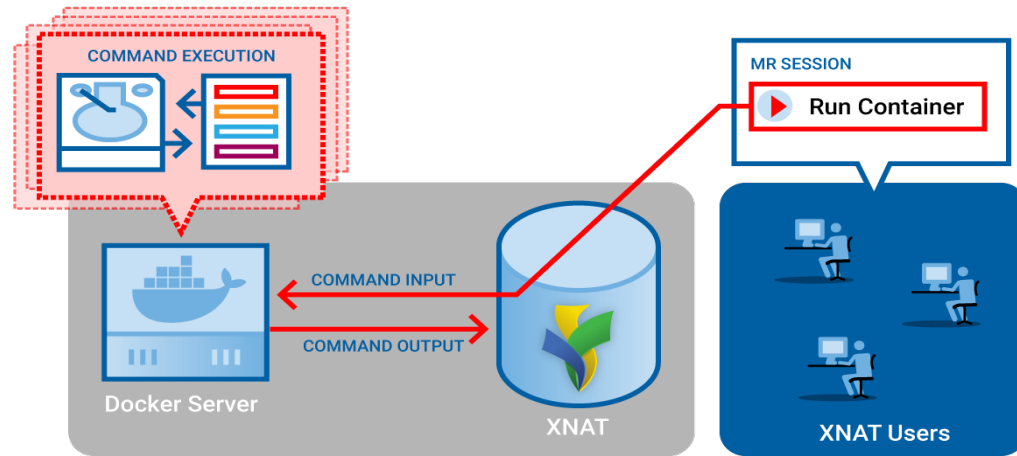 COMMAND EXECUTION
MR SESSION
Run Container
COMMAND INPUT
COMMAND OUTPUT
Docker Server
XNAT
XNAT Users